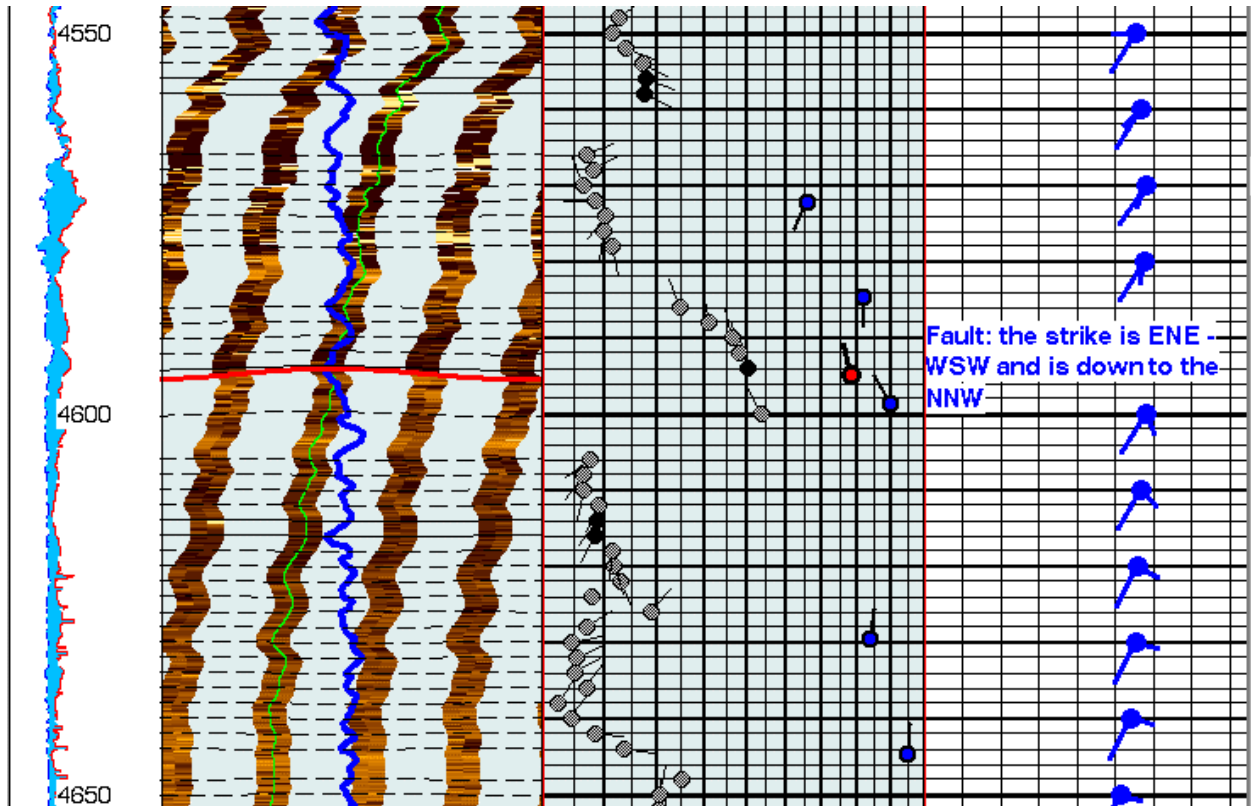 4550
Fault: the strike is ENE -
WSW and is down to the
NNW
4600
4650